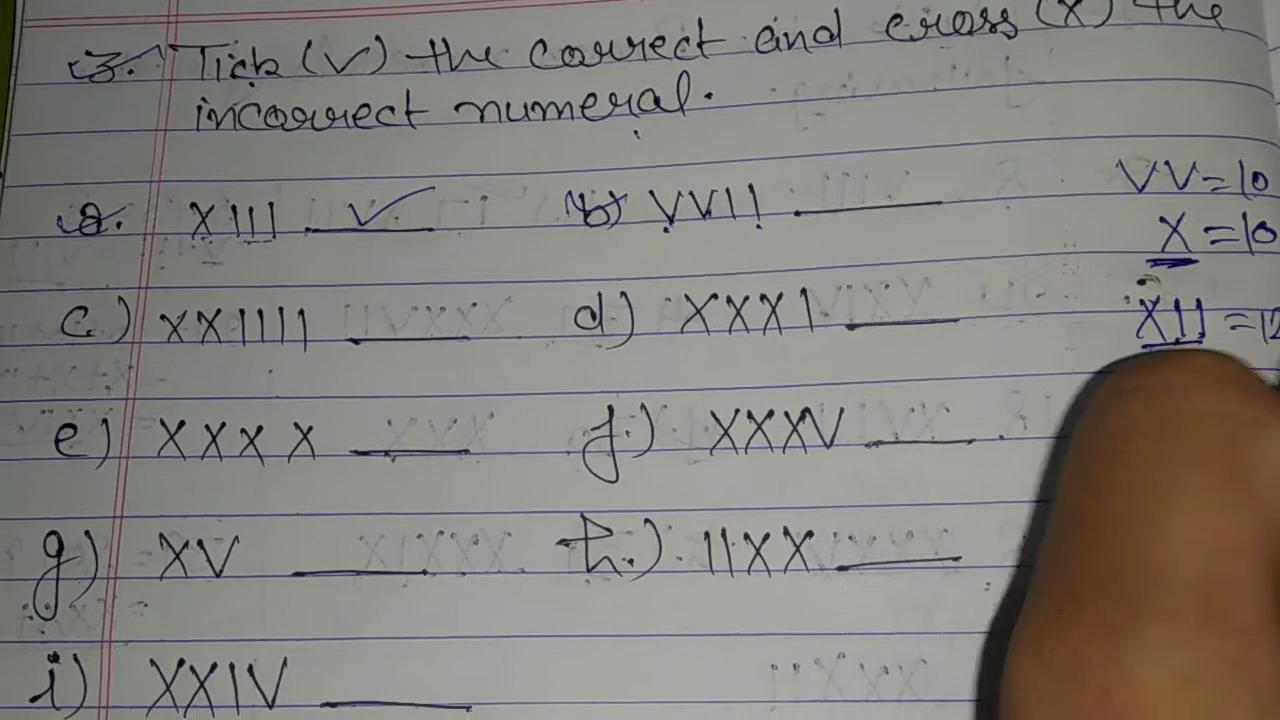 3. Tick (√) the correct and cross (X) the
incorrect numeral.
a. XIII ✓ b) VVII
VV=10
X=10
c) XXIIII d) XXXI
XII=12
e) XXXX f.) XXXV
g) XV h.) IIXX
i) XXIV